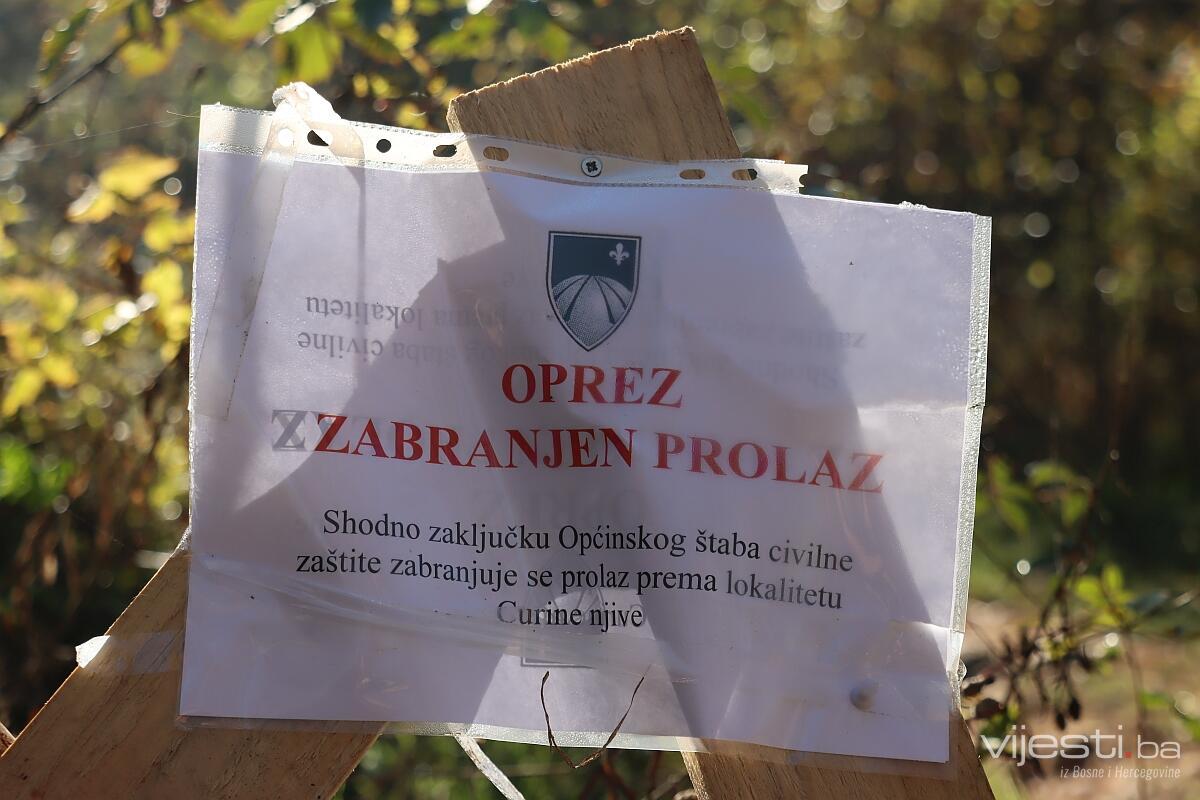 OPREZ
ZZABRANJEN PROLAZ
Shodno zaključku Općinskog štaba civilne
zaštite zabranjuje se prolaz prema lokalitetu
Curine njive
vijesti.ba
iz Bosne i Hercegovine